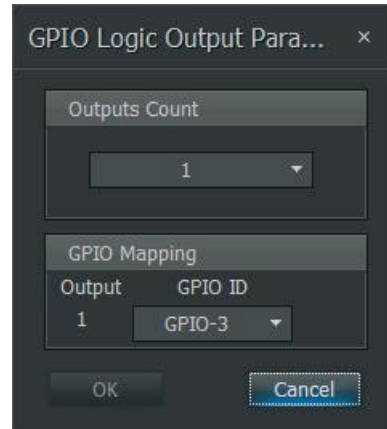 GPIO Logic Output Para... ×
Outputs Count
1
GPIO Mapping
Output GPIO ID
1 GPIO-3
OK Cancel